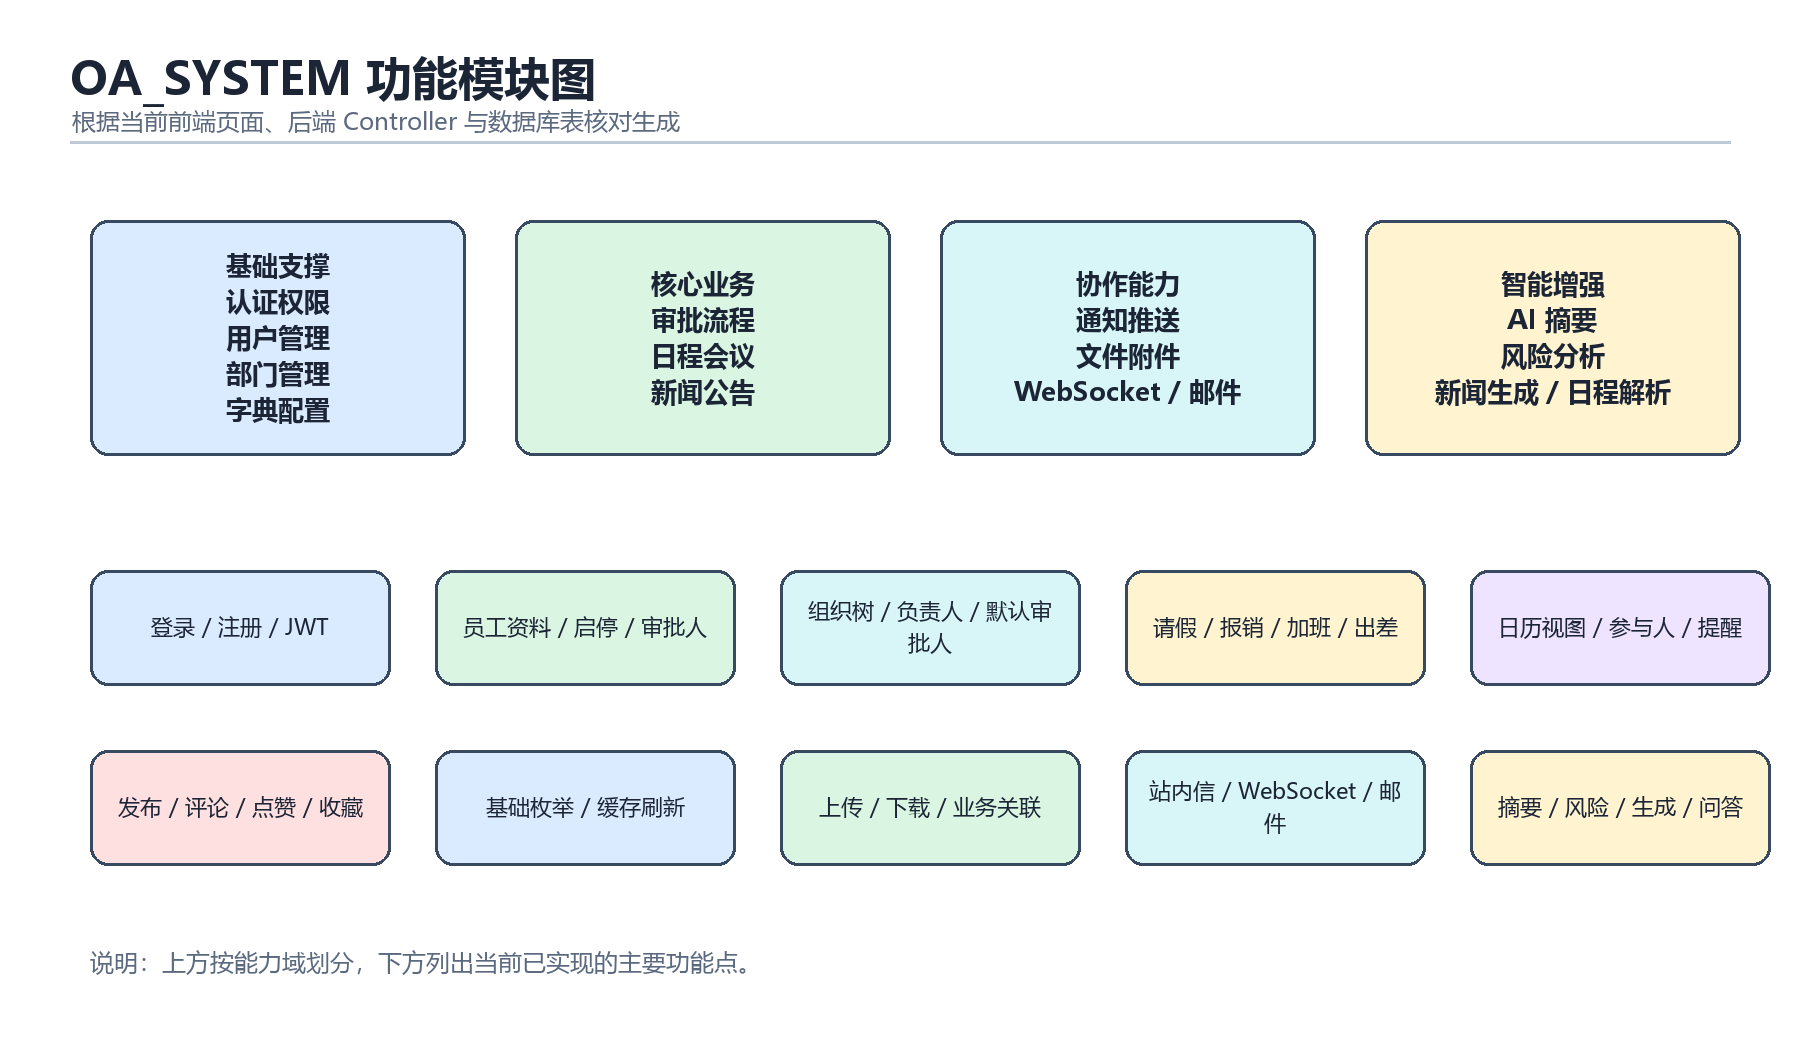 OA_SYSTEM 功能模块图
根据当前前端页面、后端 Controller 与数据库表核对生成
基础支撑
认证权限
用户管理
部门管理
字典配置
核心业务
审批流程
日程会议
新闻公告
协作能力
通知推送
文件附件
WebSocket / 邮件
智能增强
AI 摘要
风险分析
新闻生成 / 日程解析
登录 / 注册 / JWT
员工资料 / 启停 / 审批人
组织树 / 负责人 / 默认审
批人
请假 / 报销 / 加班 / 出差
日历视图 / 参与人 / 提醒
发布 / 评论 / 点赞 / 收藏
基础枚举 / 缓存刷新
上传 / 下载 / 业务关联
站内信 / WebSocket / 邮
件
摘要 / 风险 / 生成 / 问答
说明：上方按能力域划分，下方列出当前已实现的主要功能点。